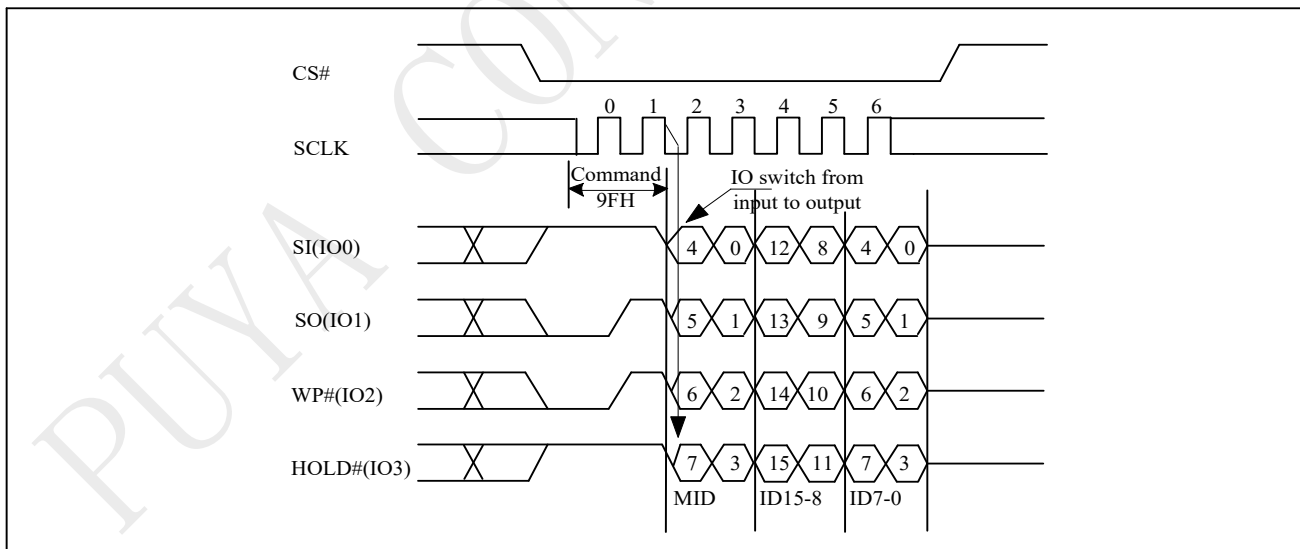 PUYA CON
CS#
0 1 2 3 4 5 6
SCLK
Command
9FH
IO switch from
input to output
SI(IO0)
4 0 12 8 4 0
SO(IO1)
5 1 13 9 5 1
WP#(IO2)
6 2 14 10 6 2
HOLD#(IO3)
7 3 15 11 7 3
MID ID15-8 ID7-0